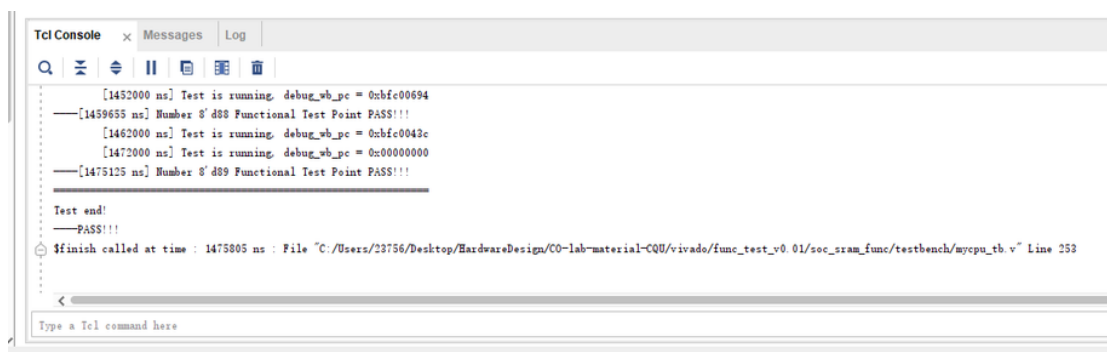 Tcl Console × Messages Log
[1452000 ns] Test is running, debug_wb_pc = 0xbfc00694
----[1459655 ns] Number 8'd88 Functional Test Point PASS!!!
[1462000 ns] Test is running, debug_wb_pc = 0xbfc0043c
[1472000 ns] Test is running, debug_wb_pc = 0x00000000
----[1475125 ns] Number 8'd89 Functional Test Point PASS!!!
==============================================================
Test end!
----PASS!!!
$finish called at time : 1475805 ns : File "C:/Users/23756/Desktop/HardwareDesign/CO-lab-material-CQU/vivado/func_test_v0.01/soc_sram_func/testbench/mycpu_tb.v" Line 253
Type a Tcl command here